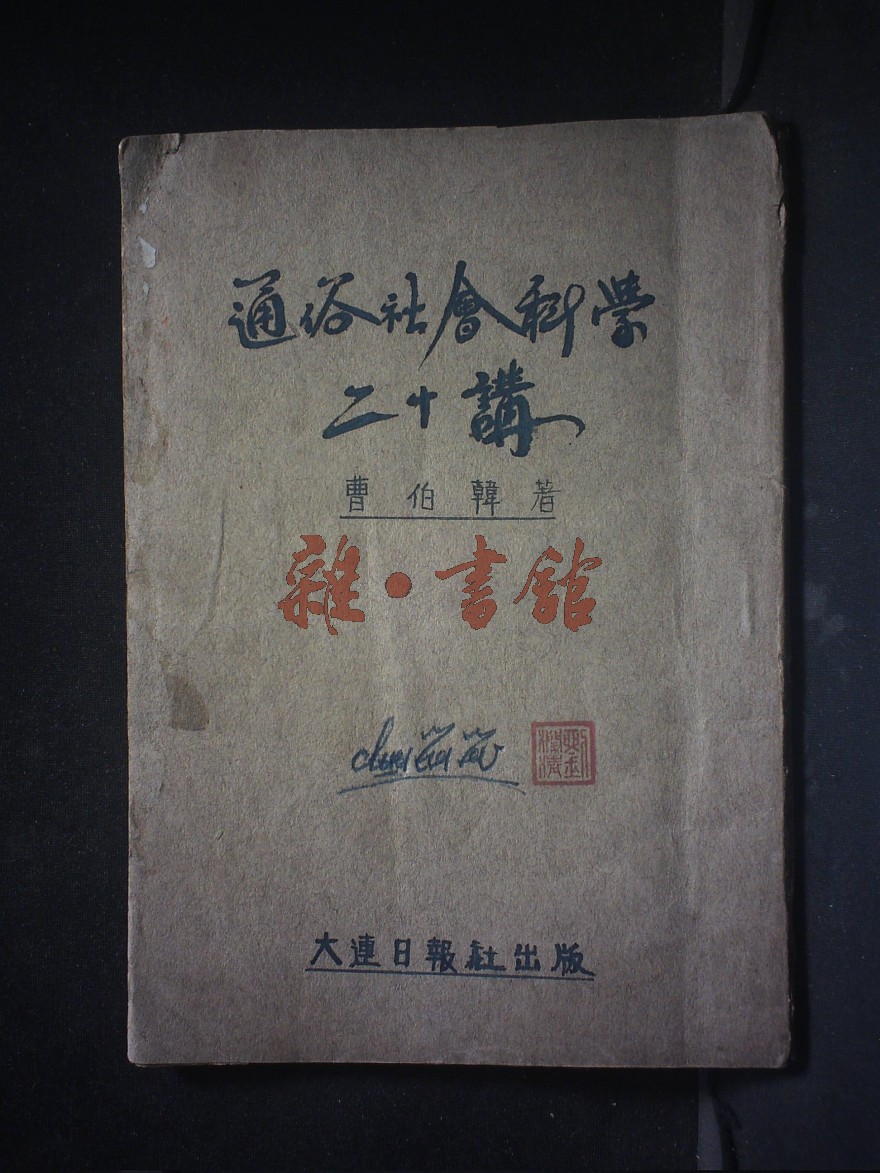 通俗社會科學
二十講
曹伯韓著
雜·書館
大連日報社出版